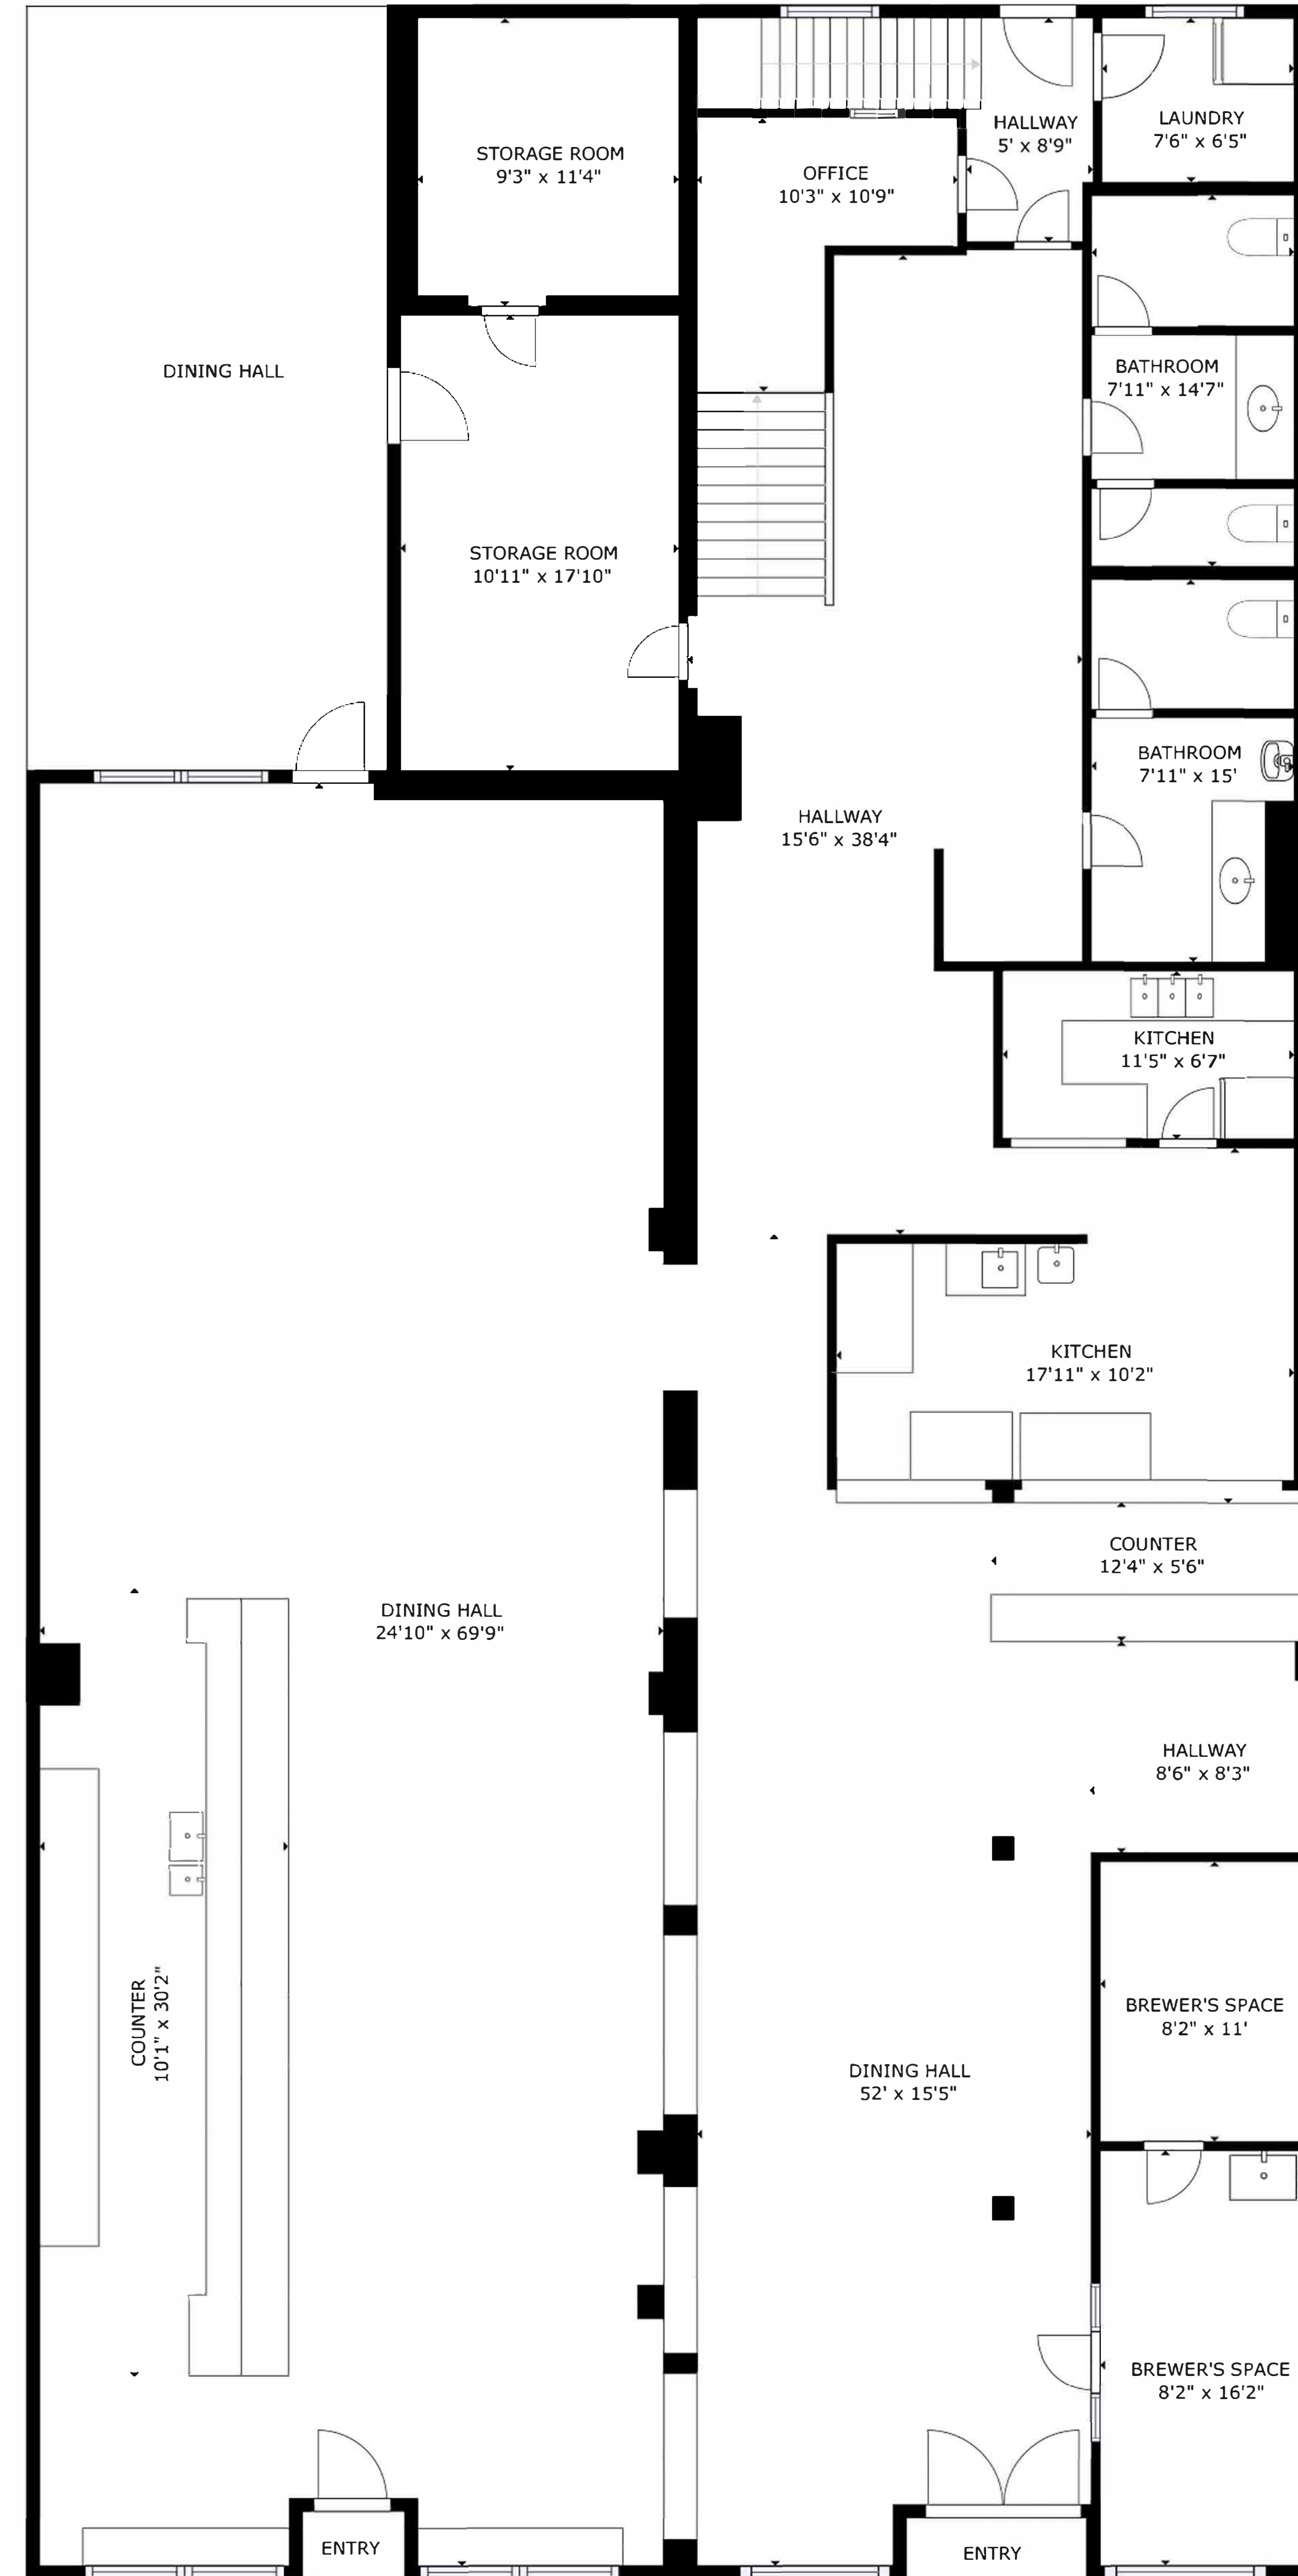 STORAGE ROOM
9'3" x 11'4"
HALLWAY
5' x 8'9"
LAUNDRY
7'6" x 6'5"
OFFICE
10'3" x 10'9"
DINING HALL
BATHROOM
7'11" x 14'7"
STORAGE ROOM
10'11" x 17'10"
BATHROOM
7'11" x 15'
HALLWAY
15'6" x 38'4"
KITCHEN
11'5" x 6'7"
KITCHEN
17'11" x 10'2"
COUNTER
12'4" x 5'6"
DINING HALL
24'10" x 69'9"
HALLWAY
8'6" x 8'3"
COUNTER
10'1" x 30'2"
BREWER'S SPACE
8'2" x 11'
DINING HALL
52' x 15'5"
BREWER'S SPACE
8'2" x 16'2"
ENTRY
ENTRY